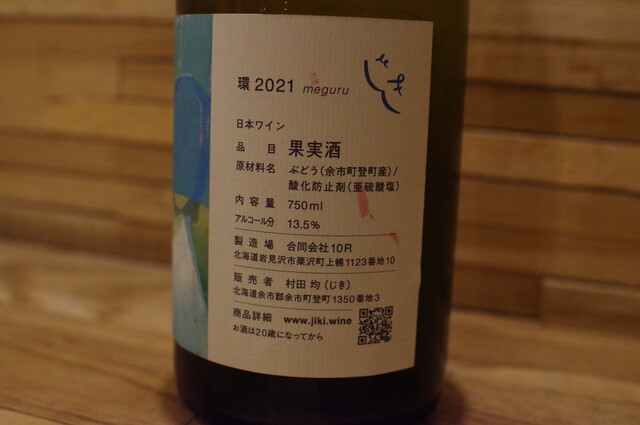 環 2021 meguru
じき
日本ワイン
品目 果実酒
原材料名 ぶどう(余市町登町産)/
酸化防止剤(亜硫酸塩)
内容量 750ml
アルコール分 13.5%
製造場 合同会社10R
北海道岩見沢市栗沢町上幌1123番地10
販売者 村田 均(じき)
北海道余市郡余市町登町1350番地3
商品詳細 www.jiki.wine
お酒は20歳になってから